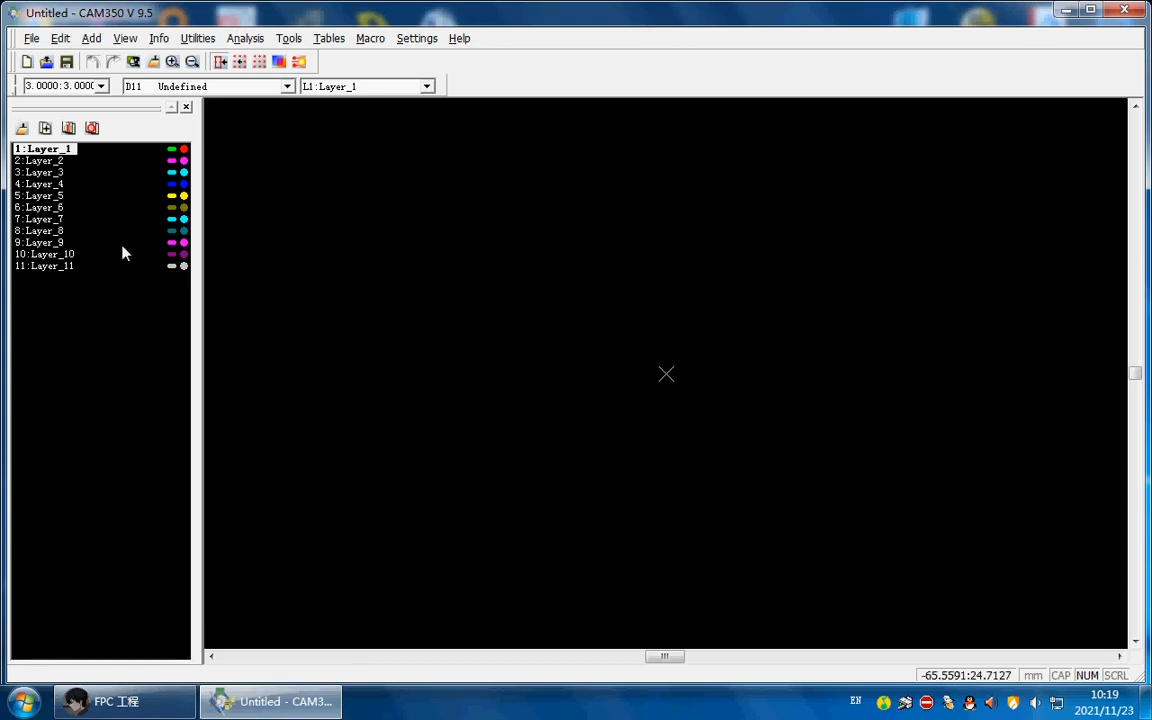 Untitled - CAM350 V 9.5
File Edit Add View Info Utilities Analysis Tools Tables Macro Settings Help
3.0000:3.000 D11 Undefined L1:Layer_1
1:Layer_1
2:Layer_2
3:Layer_3
4:Layer_4
5:Layer_5
6:Layer_6
7:Layer_7
8:Layer_8
9:Layer_9
10:Layer_10
11:Layer_11
-65.5591:24.7127 mm CAP NUM SCRL
FPC 工程 Untitled - CAM3... EN 10:19
2021/11/23